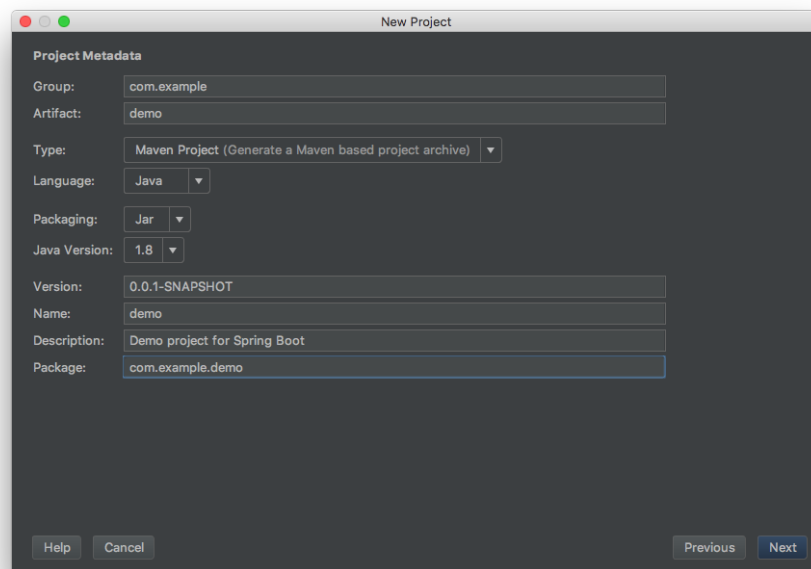 New Project
Project Metadata
Group: com.example
Artifact: demo
Type: Maven Project (Generate a Maven based project archive)
Language: Java
Packaging: Jar
Java Version: 1.8
Version: 0.0.1-SNAPSHOT
Name: demo
Description: Demo project for Spring Boot
Package: com.example.demo
Help Cancel Previous Next